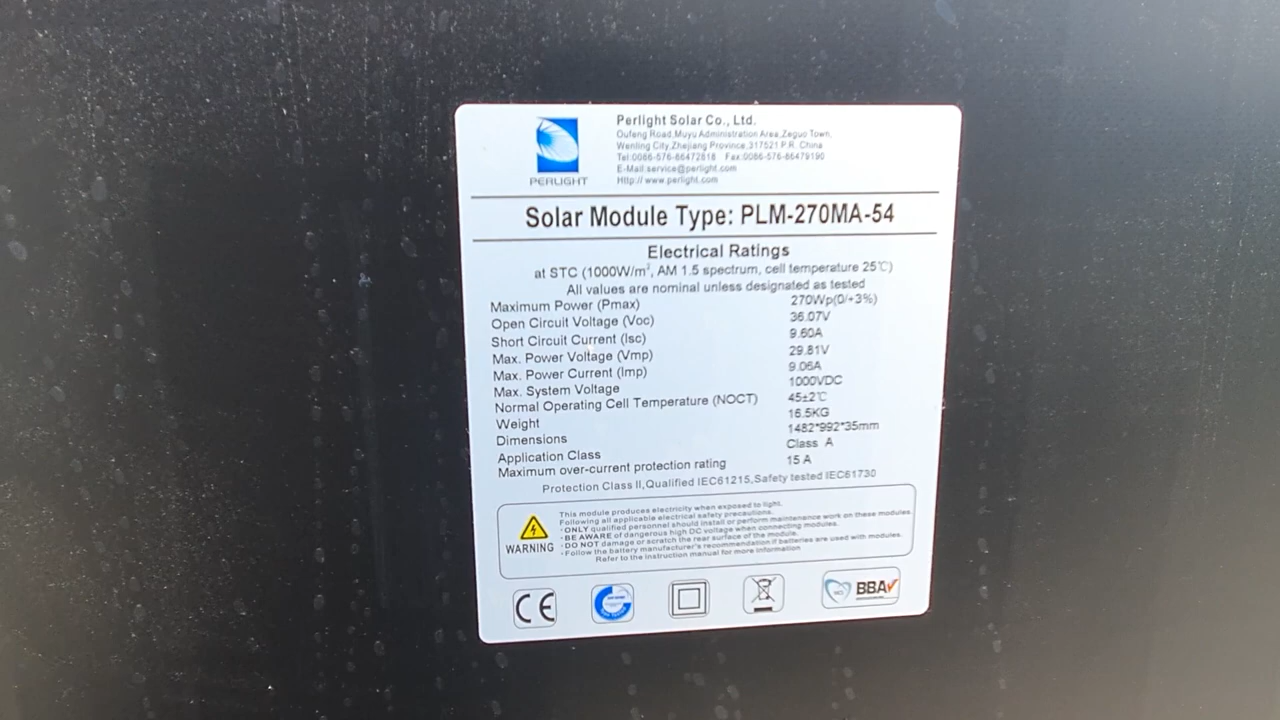 PERLIGHT
Perlight Solar Co., Ltd.
Oufeng Road,Muyu Administration Area,Zeguo Town,
Wenling City,Zhejiang Province,317521 P.R. China
Tel:0086-576-86472818 Fax:0086-576-86479190
E-Mail:service@perlight.com
Http:// www.perlight.com
Solar Module Type: PLM-270MA-54
Electrical Ratings
at STC (1000W/m², AM 1.5 spectrum, cell temperature 25℃)
All values are nominal unless designated as tested
Maximum Power (Pmax) 270Wp(0/+3%)
Open Circuit Voltage (Voc) 36.07V
Short Circuit Current (Isc) 9.60A
Max. Power Voltage (Vmp) 29.81V
Max. Power Current (Imp) 9.06A
Max. System Voltage 1000VDC
Normal Operating Cell Temperature (NOCT) 45±2℃
Weight 16.5KG
Dimensions 1482*992*35mm
Application Class Class A
Maximum over-current protection rating 15 A
Protection Class II,Qualified IEC61215,Safety tested IEC61730
WARNING
This module produces electricity when exposed to light.
Following all applicable electrical safety precautions.
·ONLY qualified personnel should install or perform maintenance work on these modules.
·BE AWARE of dangerous high DC voltage when connecting modules.
·DO NOT damage or scratch the rear surface of the module.
·Follow the battery manufacturer's recommendation if batteries are used with modules.
Refer to the instruction manual for more information
CE
BBA